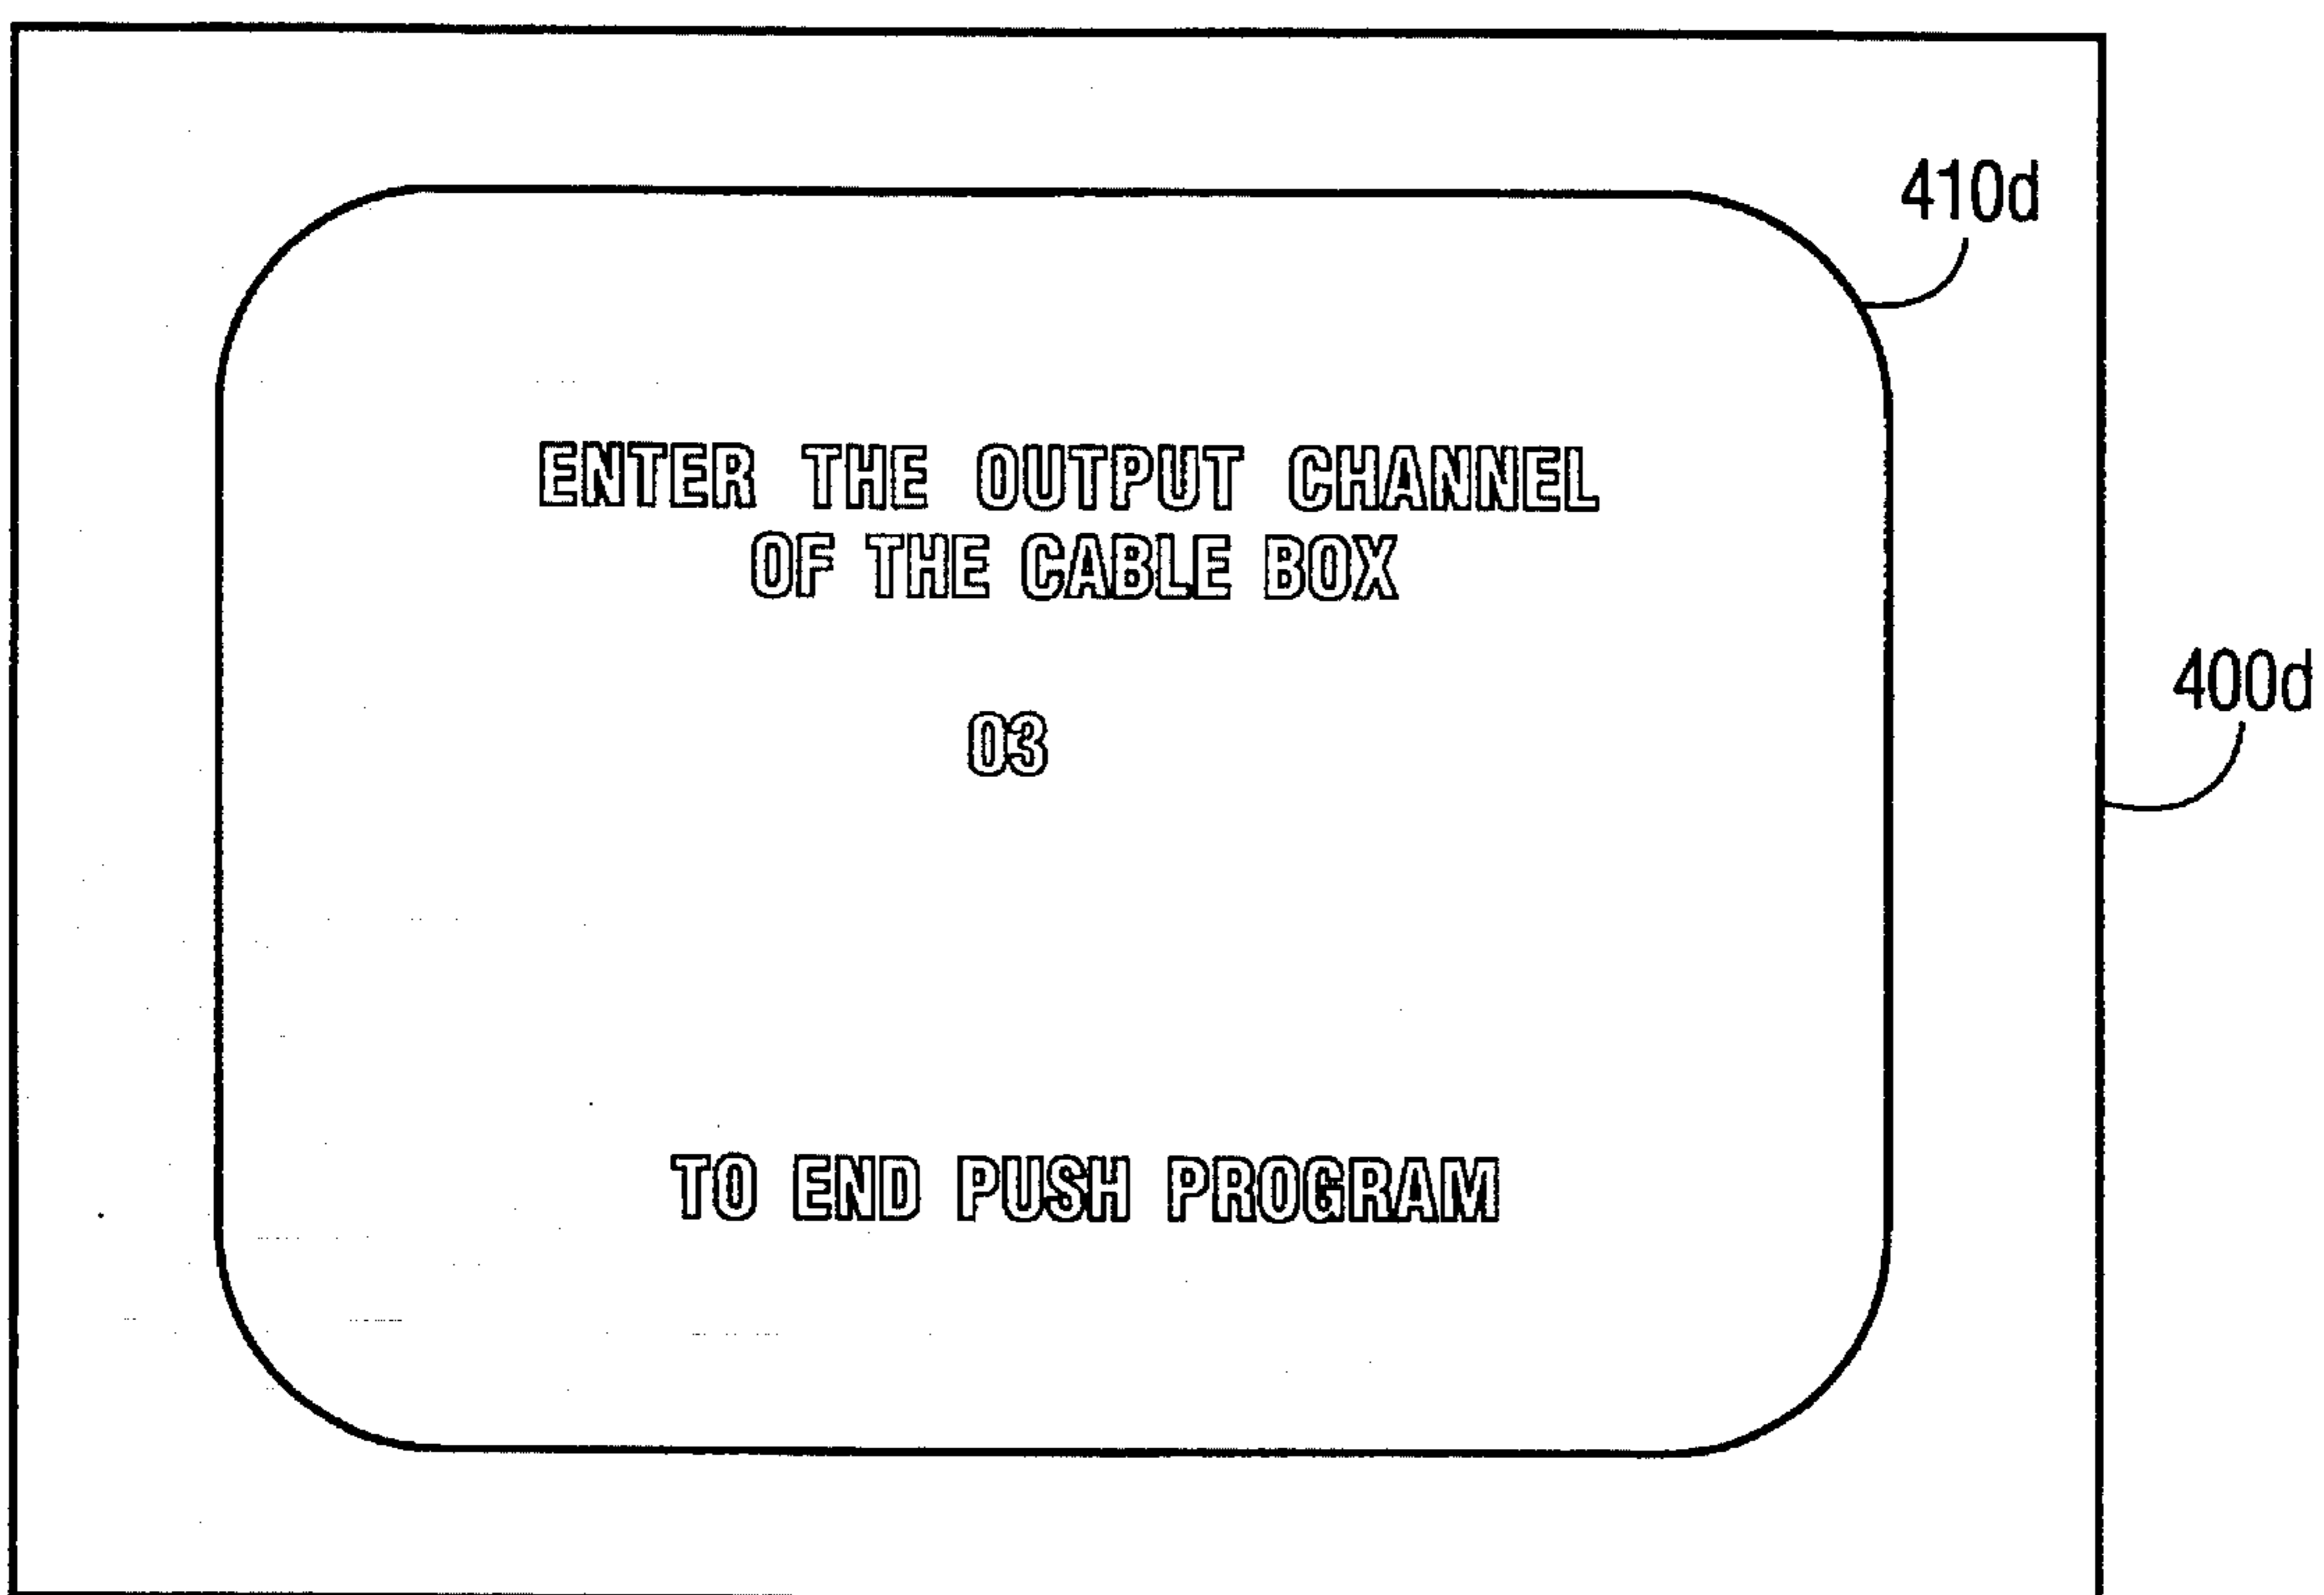 410d
ENTER THE OUTPUT CHANNEL
OF THE CABLE BOX
400d
03
TO END PUSH PROGRAM